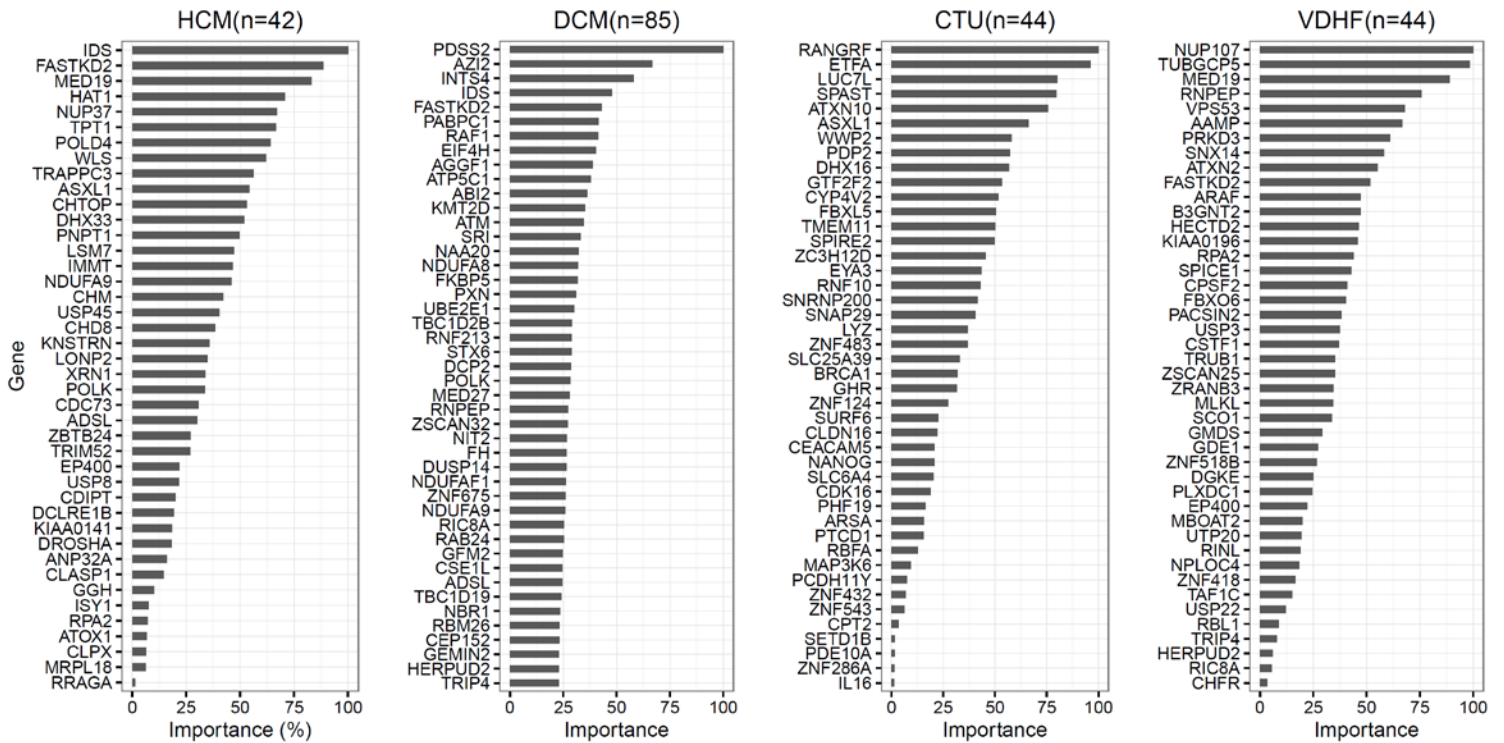 HCM(n=42)
IDS
FASTKD2
MED19
HAT1
NUP37
TPT1
POLD4
WLS
TRAPPC3
ASXL1
CHTOP
DHX33
PNPT1
LSM7
IMMT
NDUFA9
CHM
USP45
CHD8
KNSTRN
LONP2
XRN1
POLK
CDC73
ADSL
ZBTB24
TRIM52
EP400
USP8
CDIPT
DCLRE1B
KIAA0141
DROSHA
ANP32A
CLASP1
GGH
ISY1
RPA2
ATOX1
CLPX
MRPL18
RRAGA
Gene
0 25 50 75 100
Importance (%)
DCM(n=85)
PDSS2
AZI2
INTS4
IDS
FASTKD2
PABPC1
RAF1
EIF4H
AGGF1
ATP5C1
ABI2
KMT2D
ATM
SRI
NAA20
NDUFA8
FKBP5
PXN
UBE2E1
TBC1D2B
RNF213
STX6
DCP2
POLK
MED27
RNPEP
ZSCAN32
NIT2
FH
DUSP14
NDUFAF1
ZNF675
NDUFA9
RIC8A
RAB24
GFM2
CSE1L
ADSL
TBC1D19
NBR1
RBM26
CEP152
GEMIN2
HERPUD2
TRIP4
0 25 50 75 100
Importance
CTU(n=44)
RANGRF
ETFA
LUC7L
SPAST
ATXN10
ASXL1
WWP2
PDP2
DHX16
GTF2F2
CYP4V2
FBXL5
TMEM11
SPIRE2
ZC3H12D
EYA3
RNF10
SNRNP200
SNAP29
LYZ
ZNF483
SLC25A39
BRCA1
GHR
ZNF124
SURF6
CLDN16
CEACAM5
NANOG
SLC6A4
CDK16
PHF19
ARSA
PTCD1
RBFA
MAP3K6
PCDH11Y
ZNF432
ZNF543
CPT2
SETD1B
PDE10A
ZNF286A
IL16
0 25 50 75 100
Importance
VDHF(n=44)
NUP107
TUBGCP5
MED19
RNPEP
VPS53
AAMP
PRKD3
SNX14
ATXN2
FASTKD2
ARAF
B3GNT2
HECTD2
KIAA0196
RPA2
SPICE1
CPSF2
FBXO6
PACSIN2
USP3
CSTF1
TRUB1
ZSCAN25
ZRANB3
MLKL
SCO1
GMDS
GDE1
ZNF518B
DGKE
PLXDC1
EP400
MBOAT2
UTP20
RINL
NPLOC4
ZNF418
TAF1C
USP22
RBL1
TRIP4
HERPUD2
RIC8A
CHFR
0 25 50 75 100
Importance